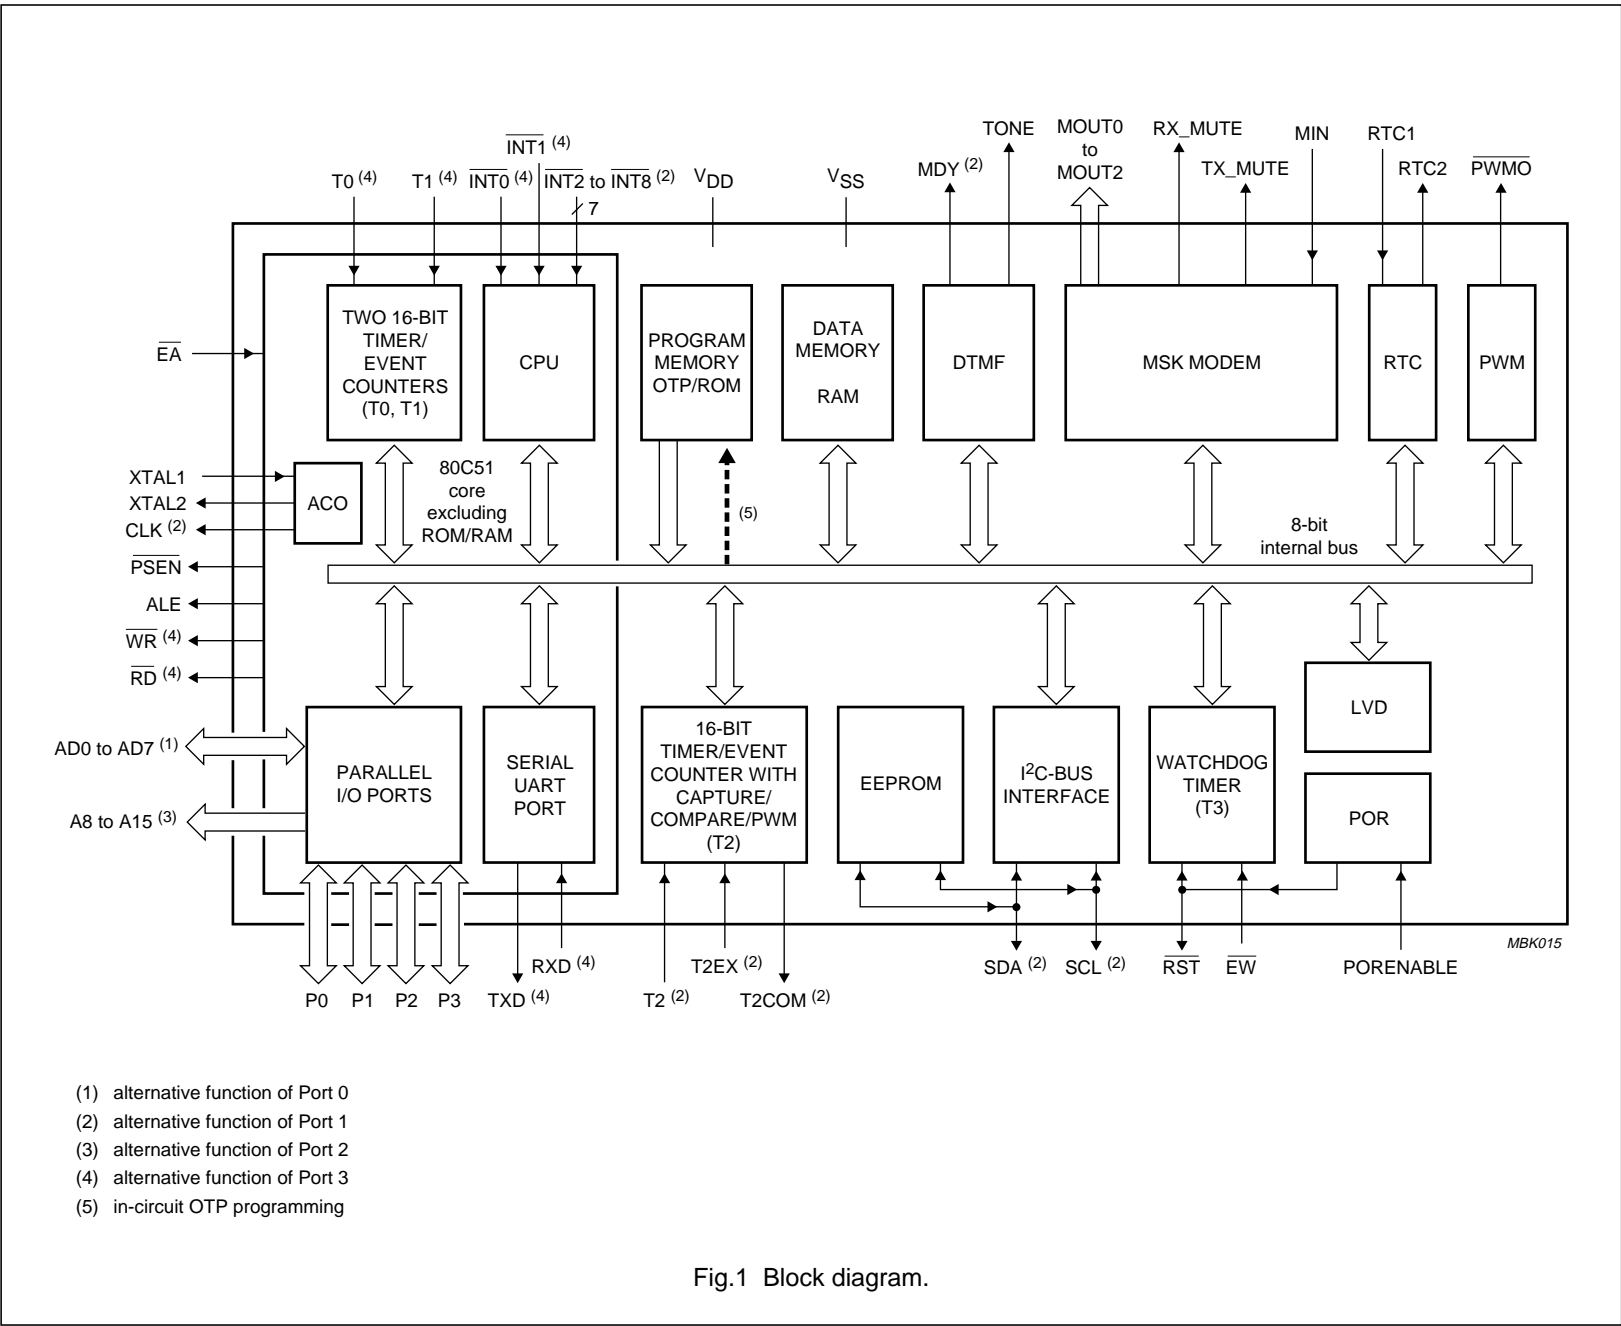 TONE
MOUT0
to
MOUT2
RX_MUTE
MIN
RTC1
INT1 (4)
T0 (4)
T1 (4)
INT0 (4)
INT2 to INT8 (2)
7
VDD
VSS
MDY (2)
TX_MUTE
RTC2
PWMO
TWO 16-BIT
TIMER/
EVENT
COUNTERS
(T0, T1)
CPU
PROGRAM
MEMORY
OTP/ROM
DATA
MEMORY
RAM
DTMF
MSK MODEM
RTC
PWM
EA
XTAL1
XTAL2
CLK (2)
ACO
80C51
core
excluding
ROM/RAM
(5)
8-bit
internal bus
PSEN
ALE
WR (4)
RD (4)
AD0 to AD7 (1)
A8 to A15 (3)
PARALLEL
I/O PORTS
SERIAL
UART
PORT
16-BIT
TIMER/EVENT
COUNTER WITH
CAPTURE/
COMPARE/PWM
(T2)
EEPROM
I2C-BUS
INTERFACE
WATCHDOG
TIMER
(T3)
LVD
POR
MBK015
P0
P1
P2
P3
TXD (4)
RXD (4)
T2 (2)
T2EX (2)
T2COM (2)
SDA (2)
SCL (2)
RST
EW
PORENABLE
(1) alternative function of Port 0
(2) alternative function of Port 1
(3) alternative function of Port 2
(4) alternative function of Port 3
(5) in-circuit OTP programming
Fig.1 Block diagram.